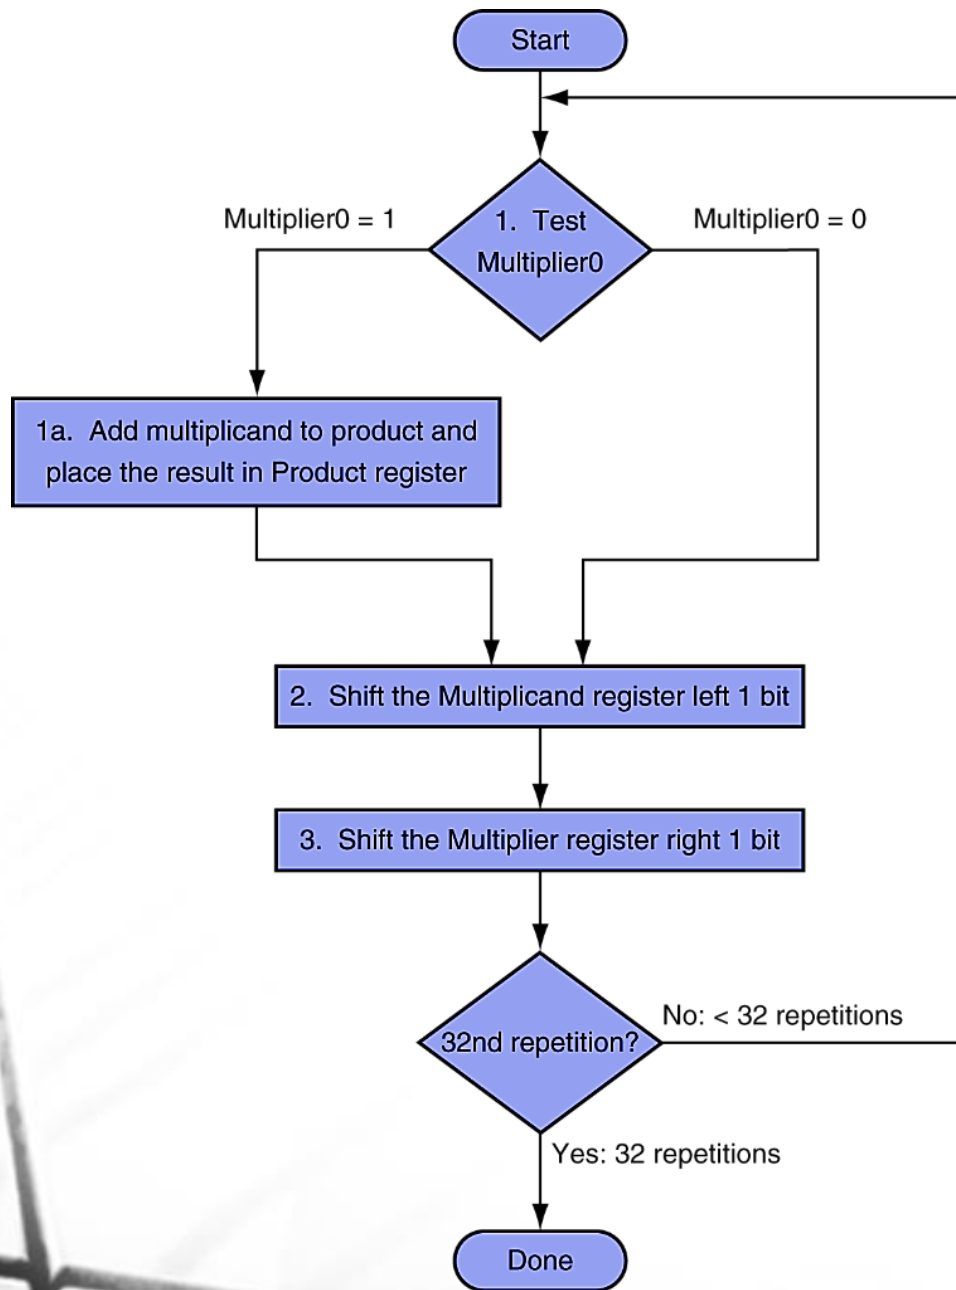 Start
Multiplier0 = 1
1. Test
Multiplier0
Multiplier0 = 0
1a. Add multiplicand to product and
place the result in Product register
2. Shift the Multiplicand register left 1 bit
3. Shift the Multiplier register right 1 bit
32nd repetition?
No: < 32 repetitions
Yes: 32 repetitions
Done